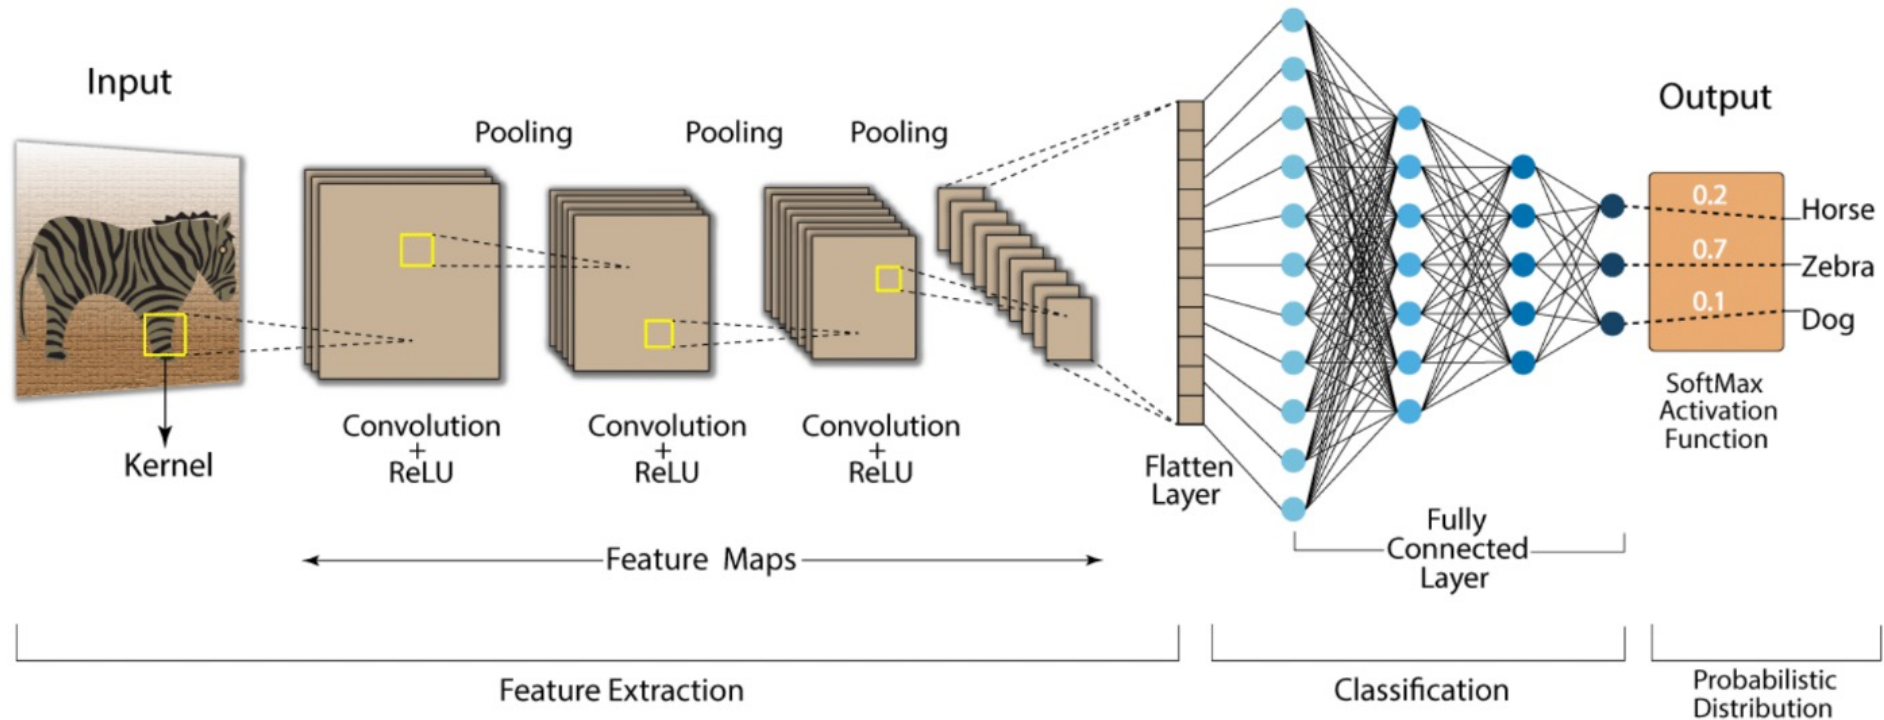 Input
Kernel
Pooling
Pooling
Pooling
Convolution
+
ReLU
Convolution
+
ReLU
Convolution
+
ReLU
Feature Maps
Flatten
Layer
Fully
Connected
Layer
Output
0.2
Horse
0.7
Zebra
0.1
Dog
SoftMax
Activation
Function
Feature Extraction
Classification
Probabilistic
Distribution